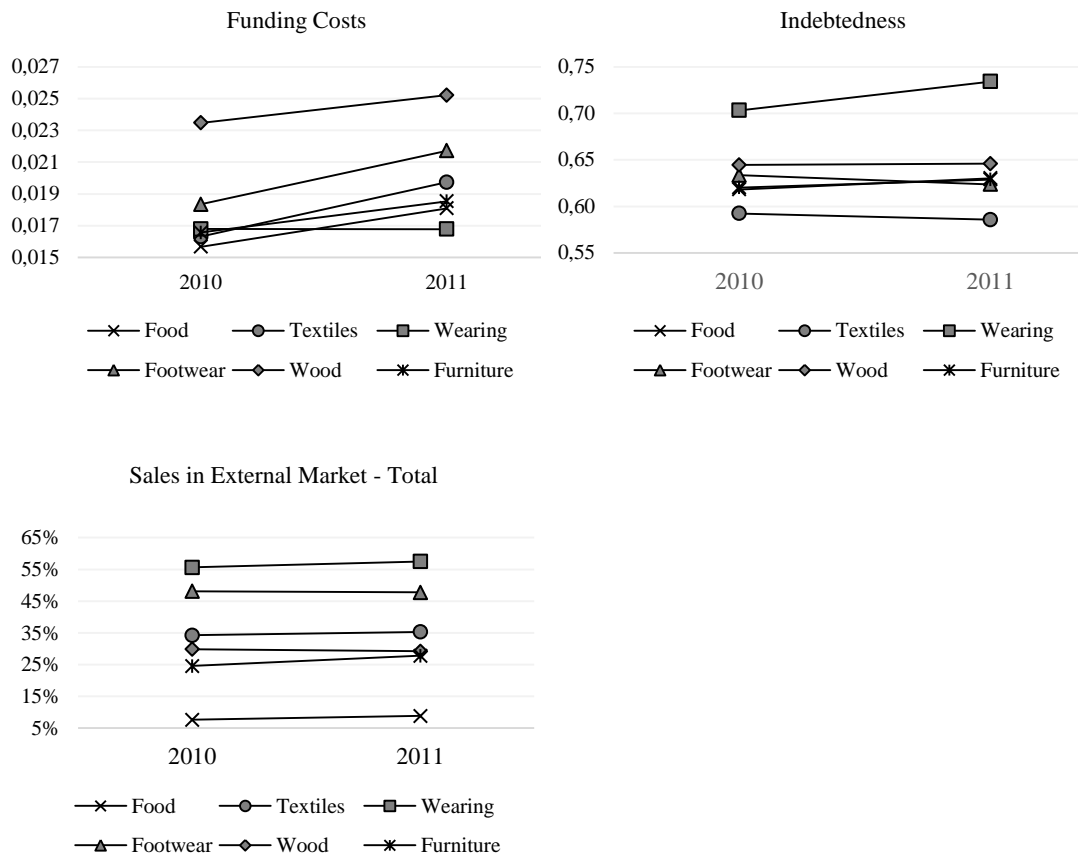 Funding Costs
0,027
0,025
0,023
0,021
0,019
0,017
0,015
2010 2011
Food Textiles Wearing
Footwear Wood Furniture
Indebtedness
0,75
0,70
0,65
0,60
0,55
2010 2011
Food Textiles Wearing
Footwear Wood Furniture
Sales in External Market - Total
65%
55%
45%
35%
25%
15%
5%
2010 2011
Food Textiles Wearing
Footwear Wood Furniture